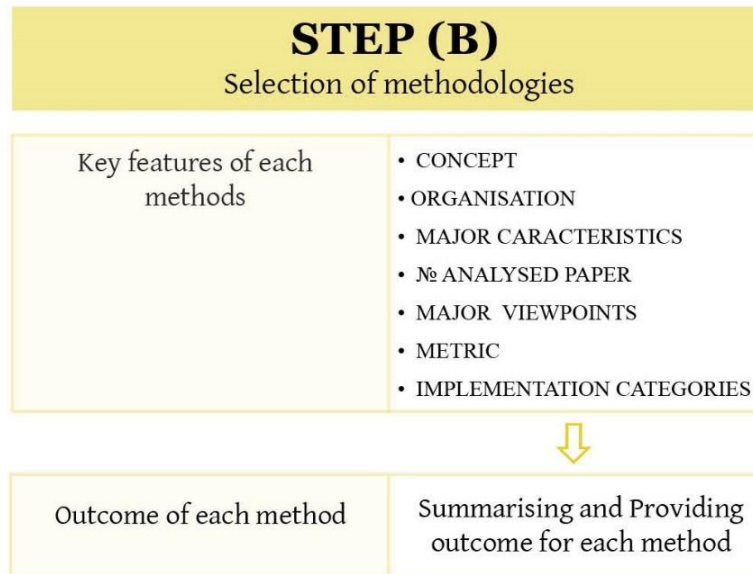 STEP (B)
Selection of methodologies
Key features of each
methods
• CONCEPT
• ORGANISATION
• MAJOR CARACTERISTICS
• № ANALYSED PAPER
• MAJOR VIEWPOINTS
• METRIC
• IMPLEMENTATION CATEGORIES
Outcome of each method
Summarising and Providing
outcome for each method